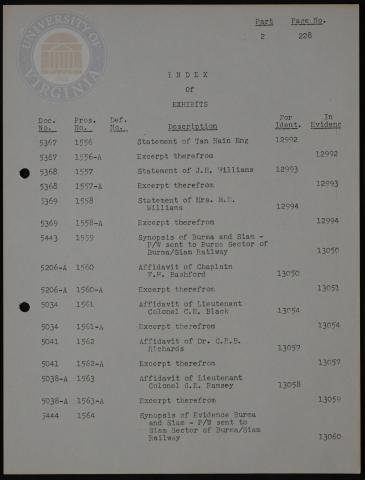 UNIVERSITY OF VIRGINIA
Part Page No.
2 228
INDEX
Of
EXHIBITS
Doc. Pros. Def. For In
No. No. No. Description Ident. Evidence
5367 1556 Statement of Tan Hain Eng 12992
5367 1556-A Excerpt therefrom 12992
5368 1557 Statement of J.M. Williams 12993
5368 1557-A Excerpt therefrom 12993
5369 1558 Statement of Mrs. M.M.
Williams 12994
5369 1558-A Excerpt therefrom 12994
5443 1559 Synopsis of Burma and Siam -
P/W sent to Burma Sector of
Burma/Siam Railway 13050
5206-A 1560 Affidavit of Chaplain
F.H. Bashford 13050
5206-A 1560-A Excerpt therefrom 13051
5034 1561 Affidavit of Lieutenant
Colonel C.M. Black 13054
5034 1561-A Excerpt therefrom 13054
5041 1562 Affidavit of Dr. C.R.B.
Richards 13057
5041 1562-A Excerpt therefrom 13057
5038-A 1563 Affidavit of Lieutenant
Colonel G.E. Ramsey 13058
5038-A 1563-A Excerpt therefrom 13059
5444 1564 Synopsis of Evidence Burma
and Siam - P/W sent to
Siam Sector of Burma/Siam
Railway 13060